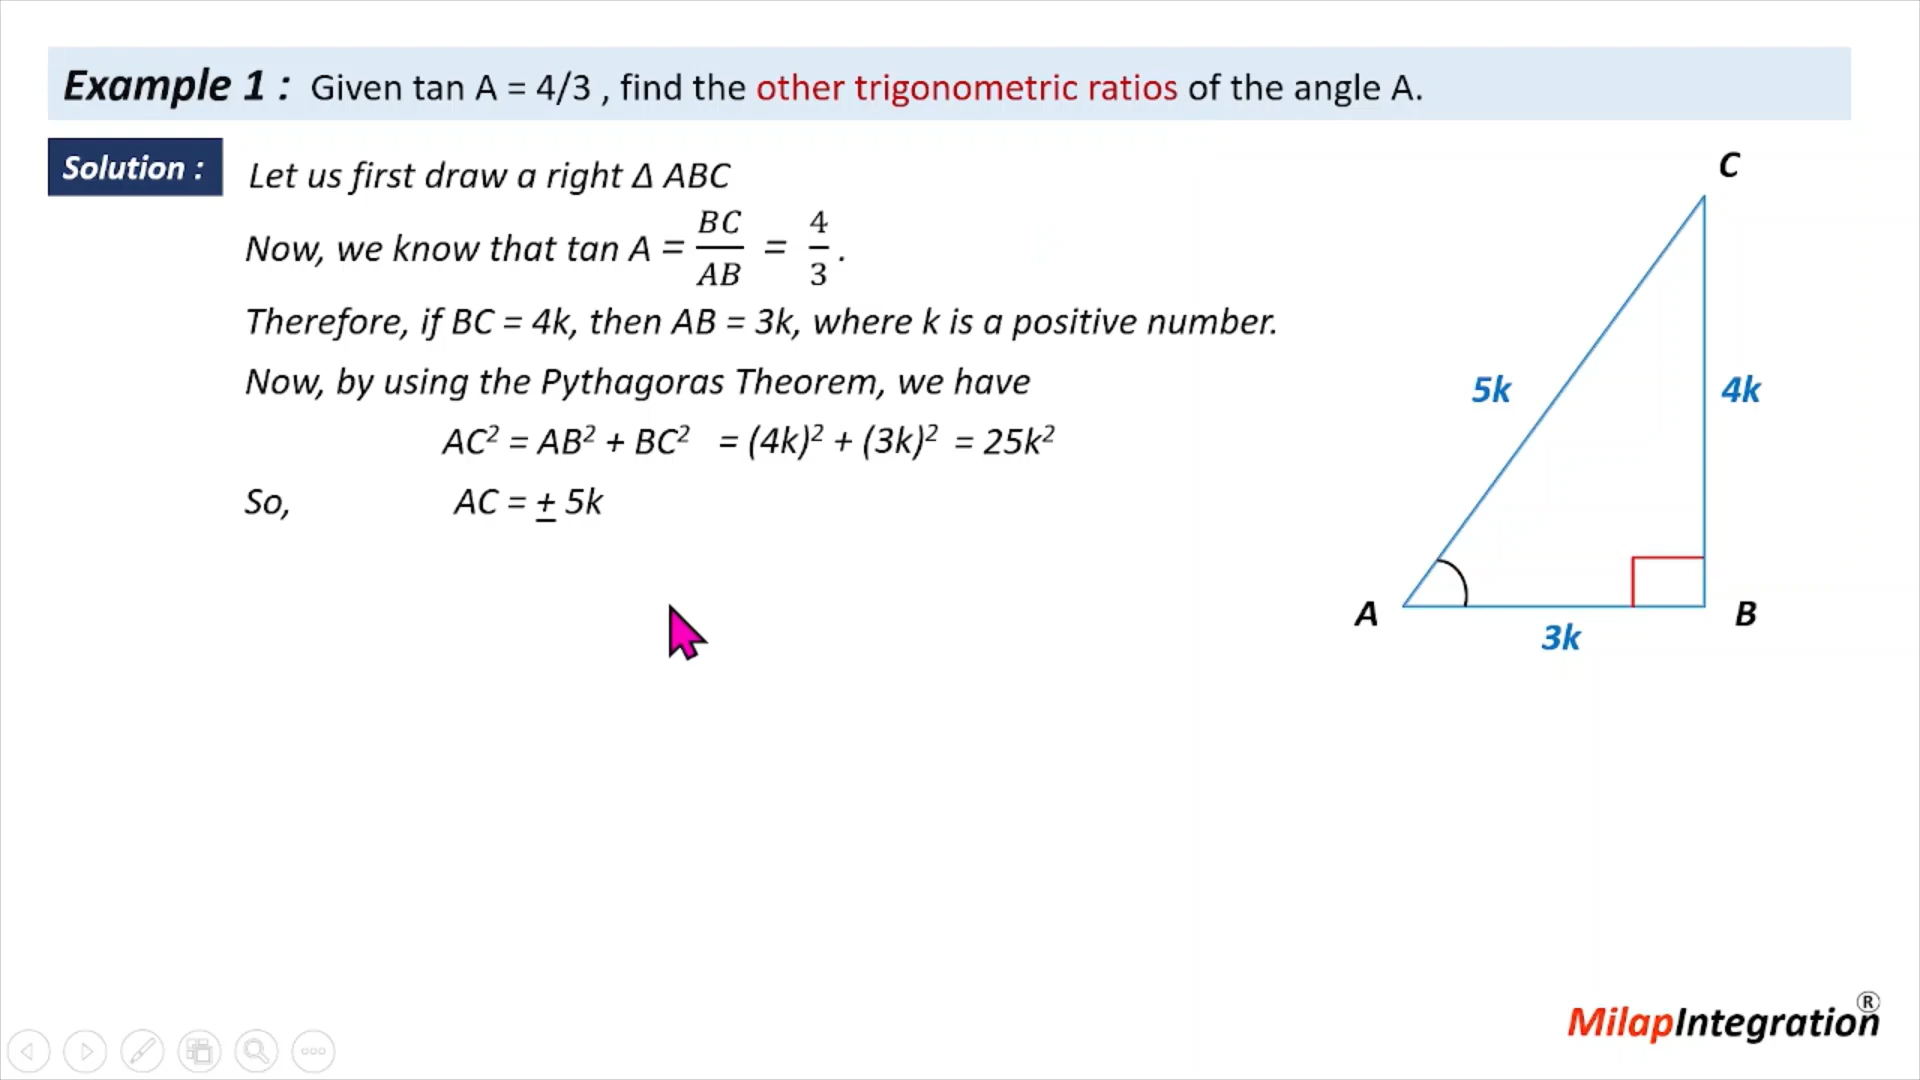 Example 1 : Given tan A = 4/3 , find the other trigonometric ratios of the angle A.
Solution : Let us first draw a right Δ ABC
Now, we know that tan A = BC/AB = 4/3 .
Therefore, if BC = 4k, then AB = 3k, where k is a positive number.
Now, by using the Pythagoras Theorem, we have
AC² = AB² + BC² = (4k)² + (3k)² = 25k²
So, AC = ± 5k
C
5k
4k
A
B
3k
MilapIntegration®